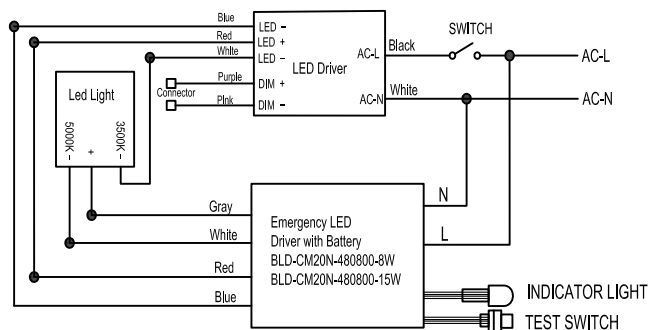 Blue
Red
White
LED −
LED +
LED −
DIM +
DIM −
Purple
Pink
Connector
LED Driver
AC-L
AC-N
Black
White
SWITCH
AC-L
AC-N
Led Light
5000K −
+
3500K −
N
L
Gray
White
Red
Blue
Emergency LED
Driver with Battery
BLD-CM20N-480800-8W
BLD-CM20N-480800-15W
INDICATOR LIGHT
TEST SWITCH